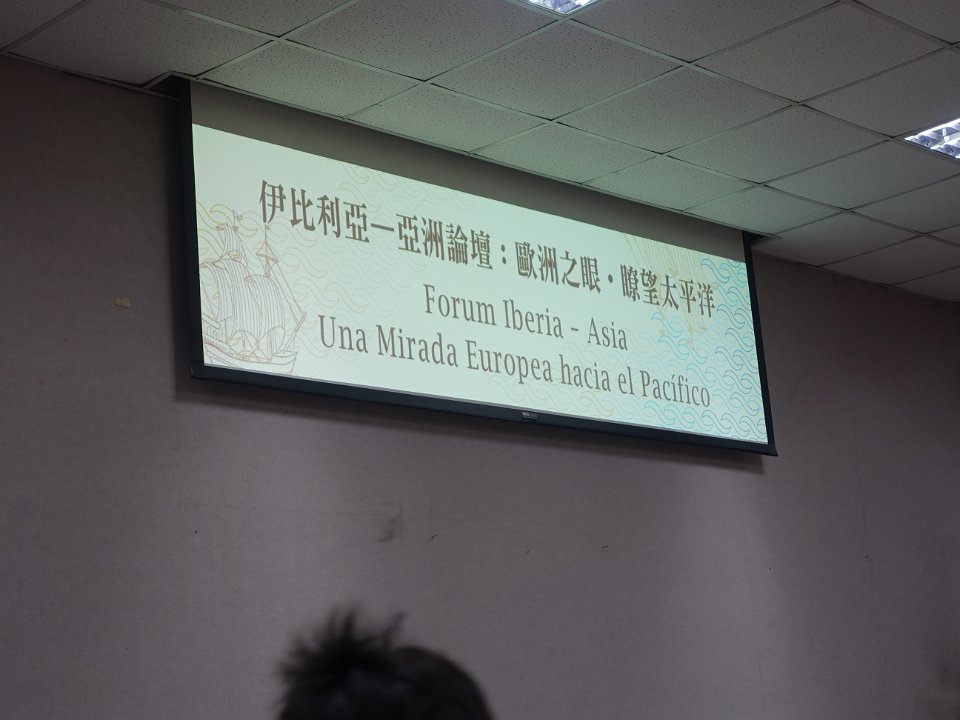 伊比利亞－亞洲論壇：歐洲之眼・瞭望太平洋
Forum Iberia - Asia
Una Mirada Europea hacia el Pacífico